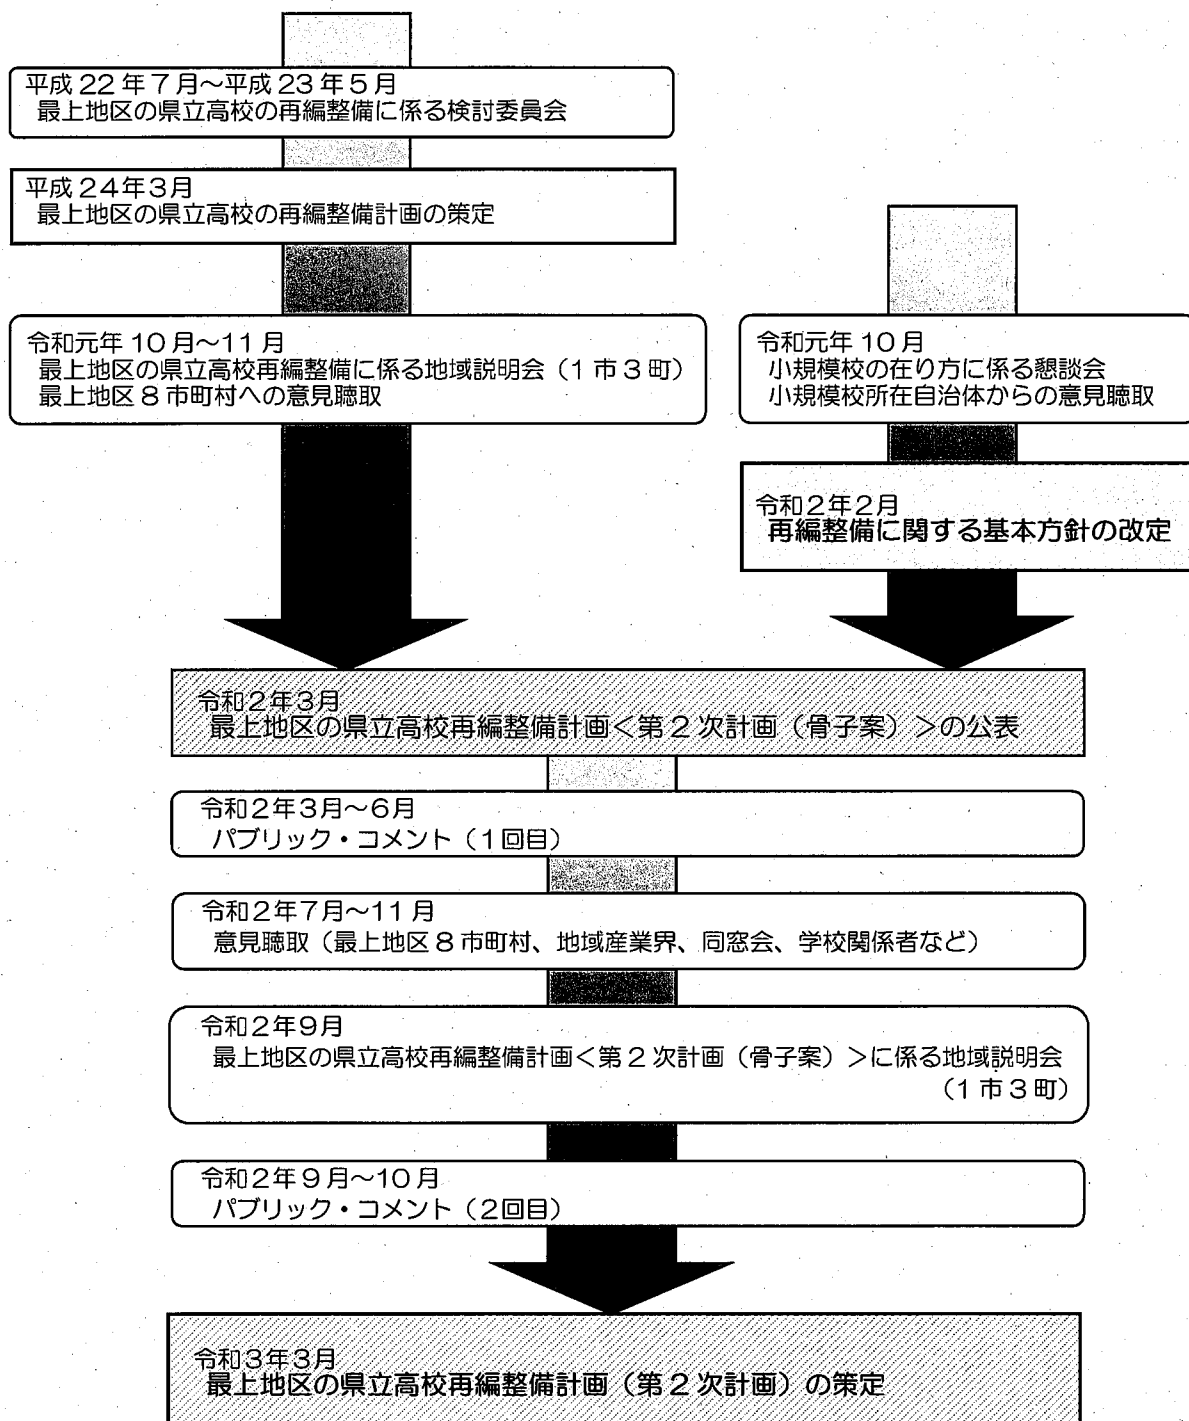 平成22年7月～平成23年5月
最上地区の県立高校の再編整備に係る検討委員会
平成24年3月
最上地区の県立高校の再編整備計画の策定
令和元年10月～11月
最上地区の県立高校再編整備に係る地域説明会（1市3町）
最上地区8市町村への意見聴取
令和元年10月
小規模校の在り方に係る懇談会
小規模校所在自治体からの意見聴取
令和2年2月
再編整備に関する基本方針の改定
令和2年3月
最上地区の県立高校再編整備計画＜第2次計画（骨子案）＞の公表
令和2年3月～6月
パブリック・コメント（1回目）
令和2年7月～11月
意見聴取（最上地区8市町村、地域産業界、同窓会、学校関係者など）
令和2年9月
最上地区の県立高校再編整備計画＜第2次計画（骨子案）＞に係る地域説明会
（1市3町）
令和2年9月～10月
パブリック・コメント（2回目）
令和3年3月
最上地区の県立高校再編整備計画（第2次計画）の策定